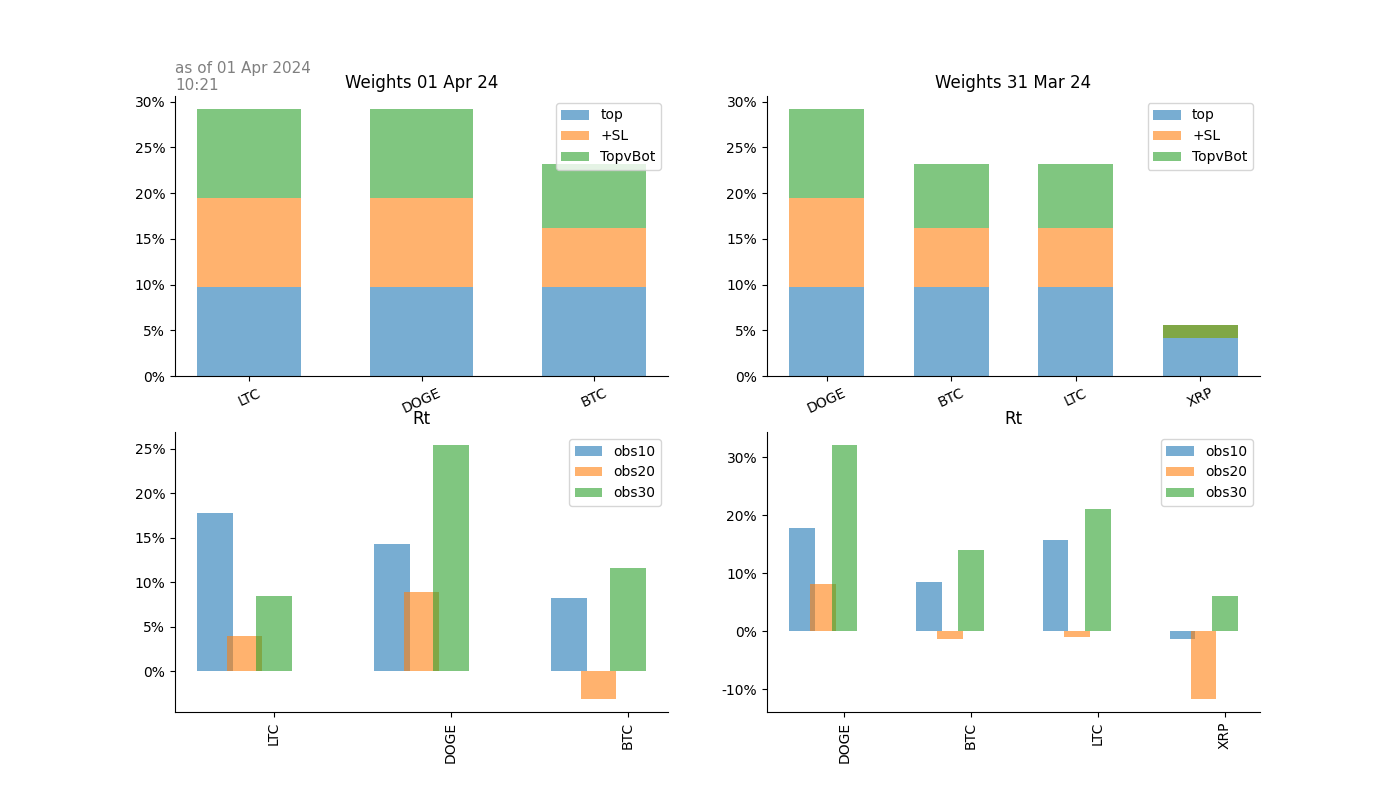 as of 01 Apr 2024
10:21
Weights 01 Apr 24
30%
25%
20%
15%
10%
5%
0%
top
+SL
TopvBot
LTC
DOGE
BTC
Weights 31 Mar 24
30%
25%
20%
15%
10%
5%
0%
top
+SL
TopvBot
DOGE
BTC
LTC
XRP
Rt
25%
20%
15%
10%
5%
0%
obs10
obs20
obs30
LTC
DOGE
BTC
Rt
30%
20%
10%
0%
-10%
obs10
obs20
obs30
DOGE
BTC
LTC
XRP